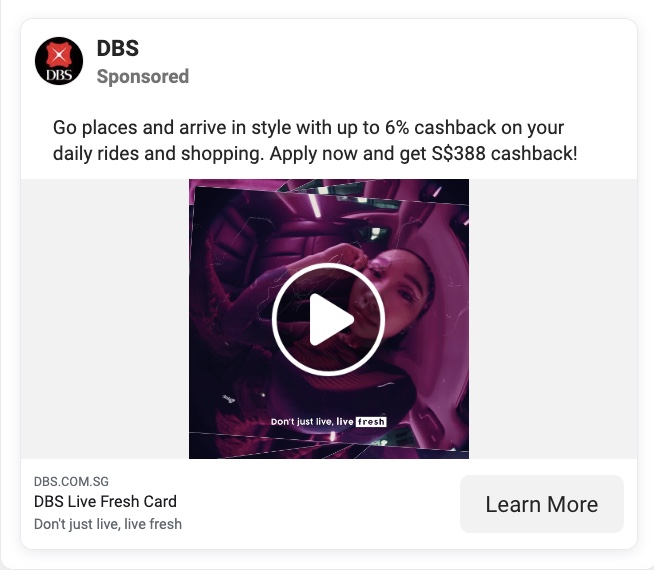 DBS
DBS
Sponsored
Go places and arrive in style with up to 6% cashback on your
daily rides and shopping. Apply now and get S$388 cashback!
Don't just live, live fresh
DBS.COM.SG
DBS Live Fresh Card
Don't just live, live fresh
Learn More